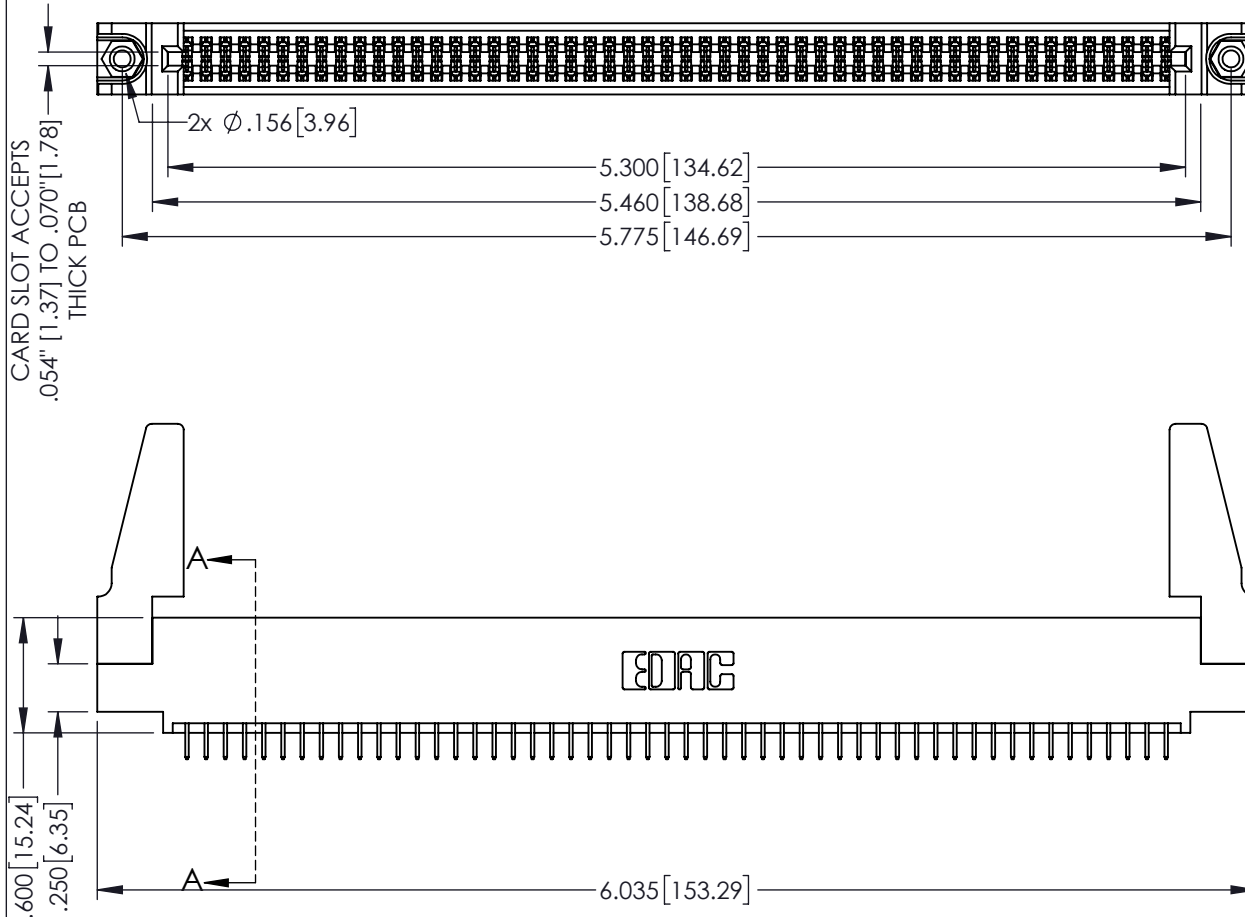 2x Ø.156[3.96]
5.300[134.62]
5.460[138.68]
5.775[146.69]
CARD SLOT ACCEPTS
.054" [1.37] TO .070"[1.78]
THICK PCB
A
EDAC
.600[15.24]
.250[6.35]
A
6.035[153.29]